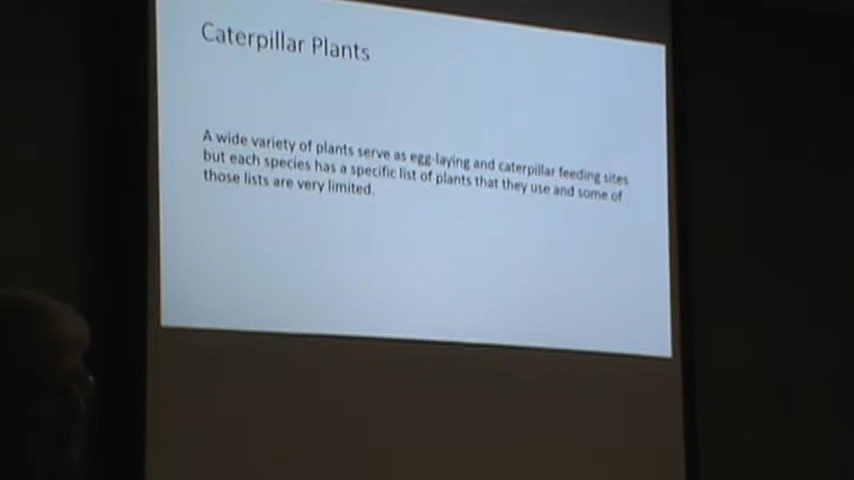 Caterpillar Plants
A wide variety of plants serve as egg-laying and caterpillar feeding sites
but each species has a specific list of plants that they use and some of
those lists are very limited.